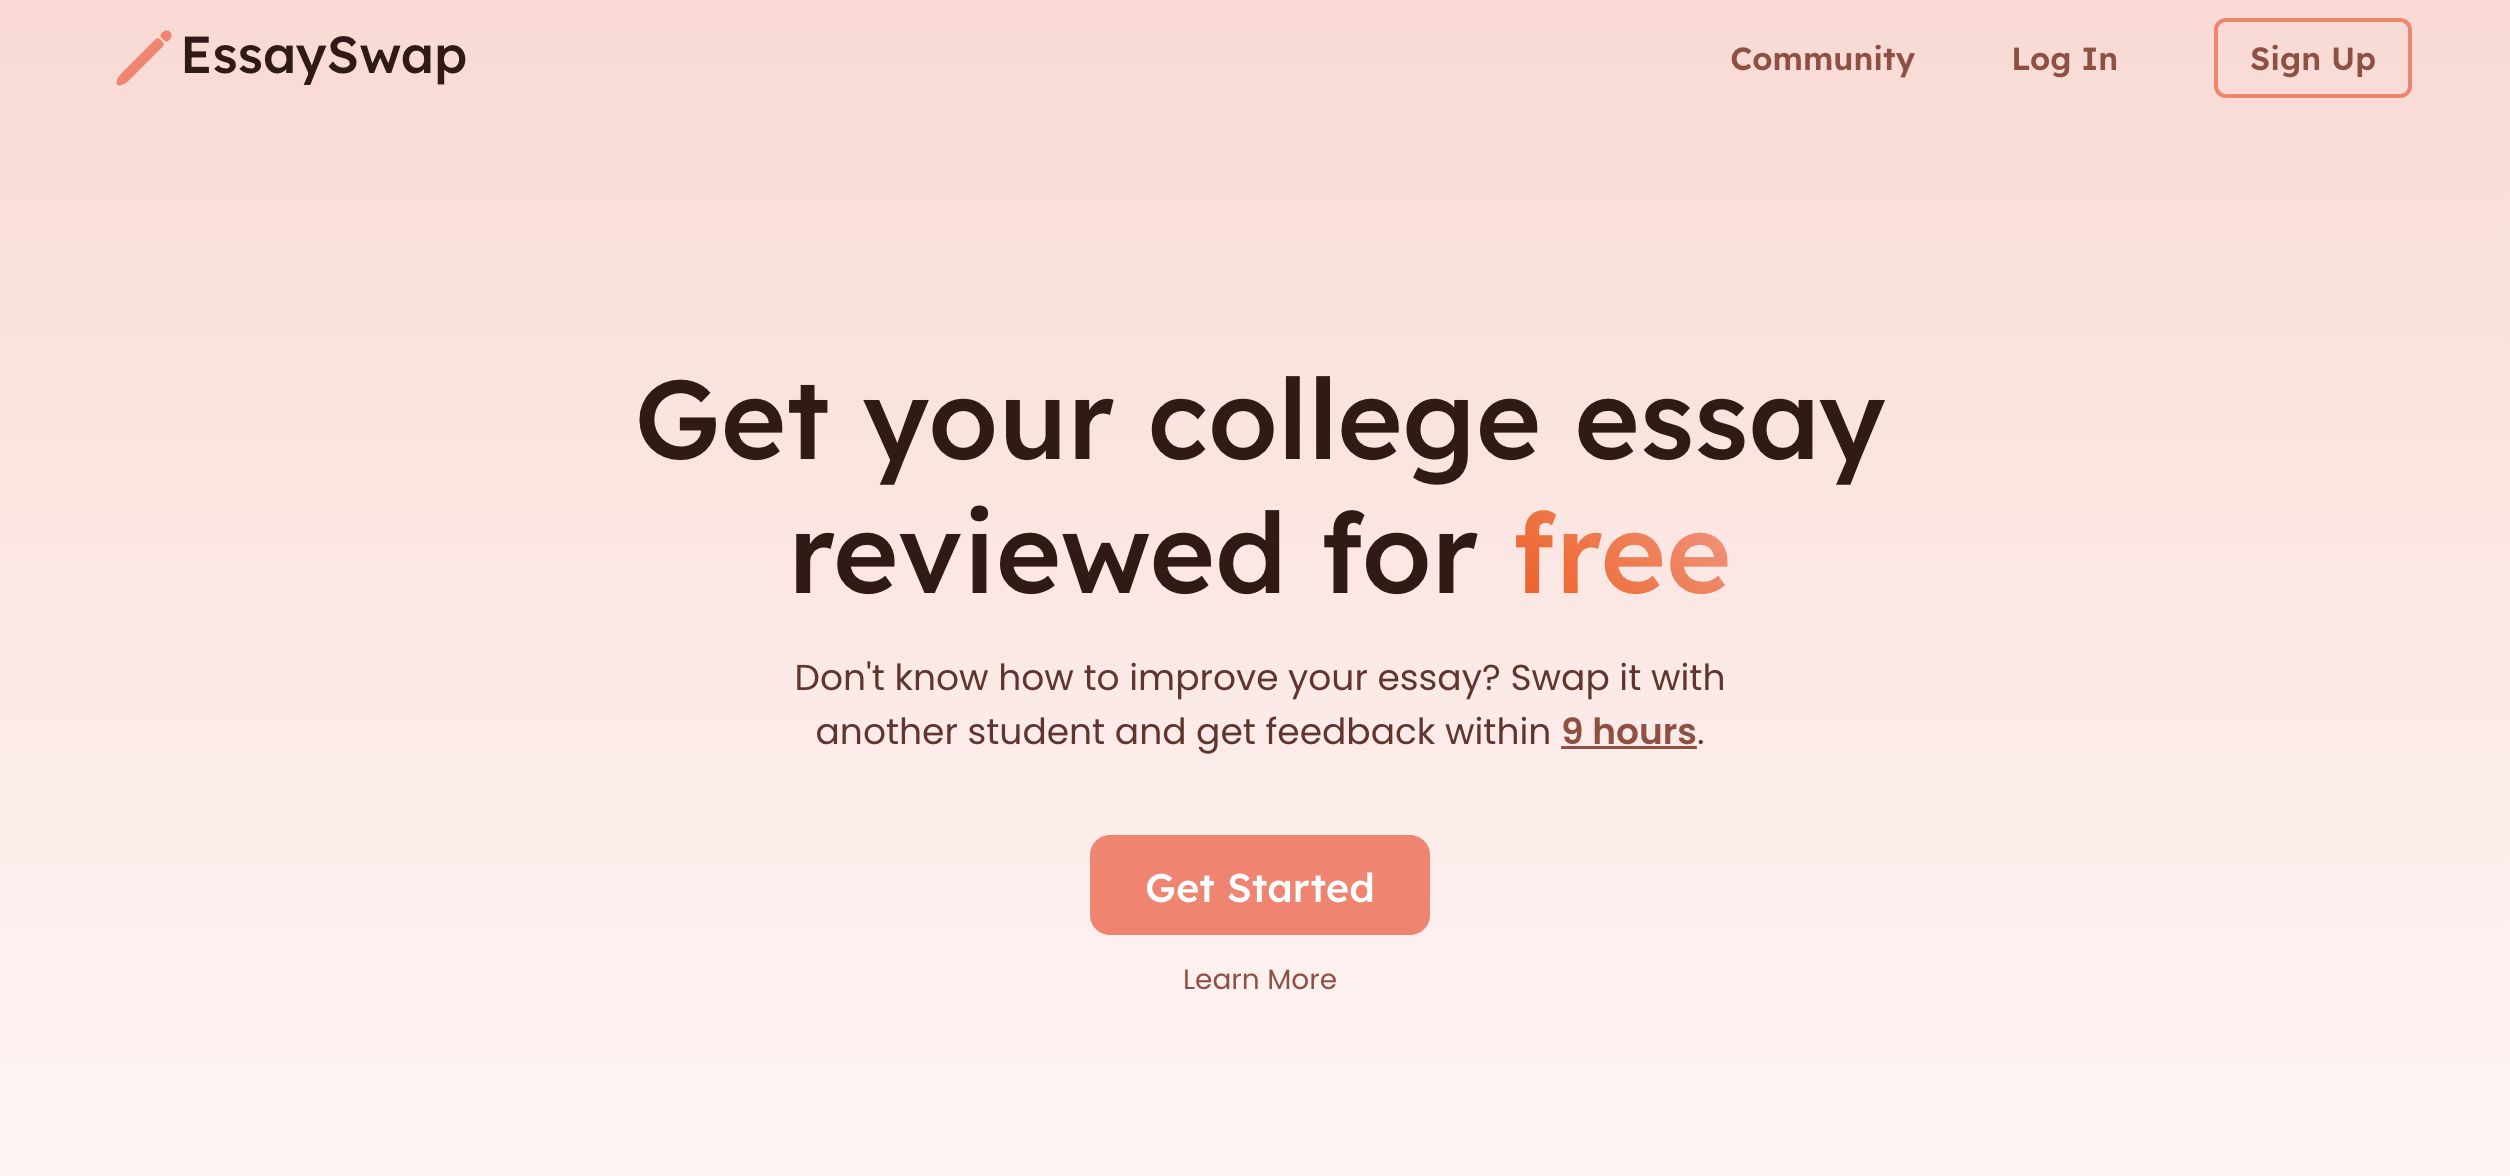 EssaySwap
Community
Log In
Sign Up
Get your college essay
reviewed for free
Don't know how to improve your essay? Swap it with
another student and get feedback within 9 hours.
Get Started
Learn More